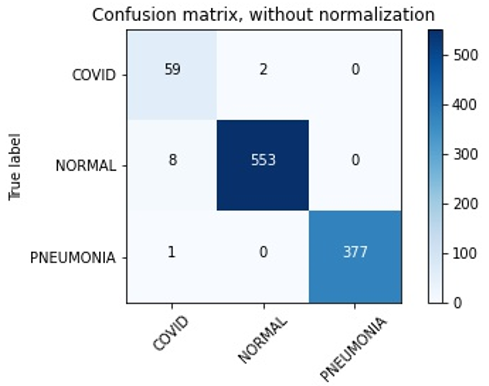 Confusion matrix, without normalization
True label
COVID
59
2
0
NORMAL
8
553
0
PNEUMONIA
1
0
377
COVID
NORMAL
PNEUMONIA
500
400
300
200
100
0